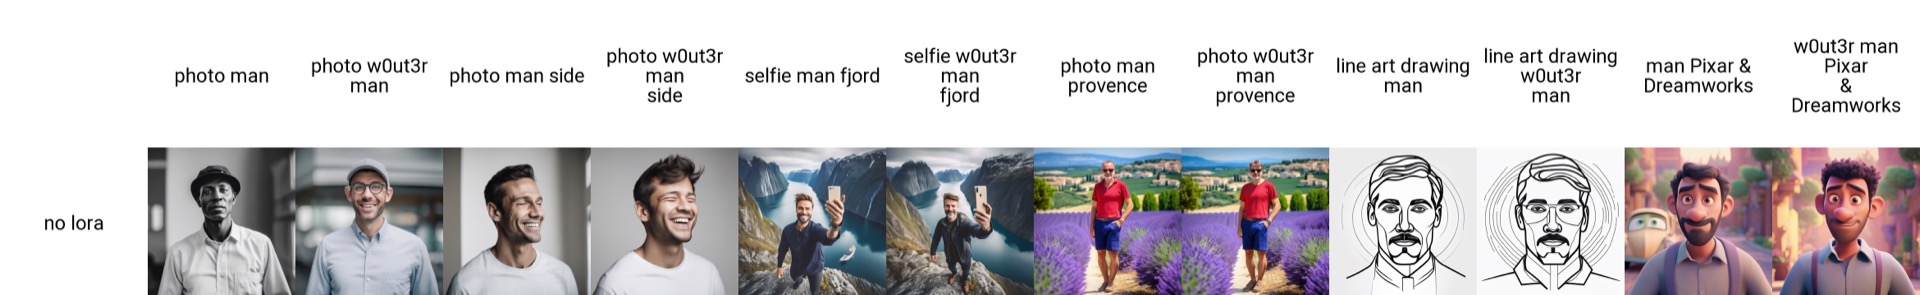 photo man
photo w0ut3r
man
photo man side
photo w0ut3r
man
side
selfie man fjord
selfie w0ut3r
man
fjord
photo man
provence
photo w0ut3r
man
provence
line art drawing
man
line art drawing
w0ut3r
man
man Pixar &
Dreamworks
w0ut3r man
Pixar
&
Dreamworks
no lora